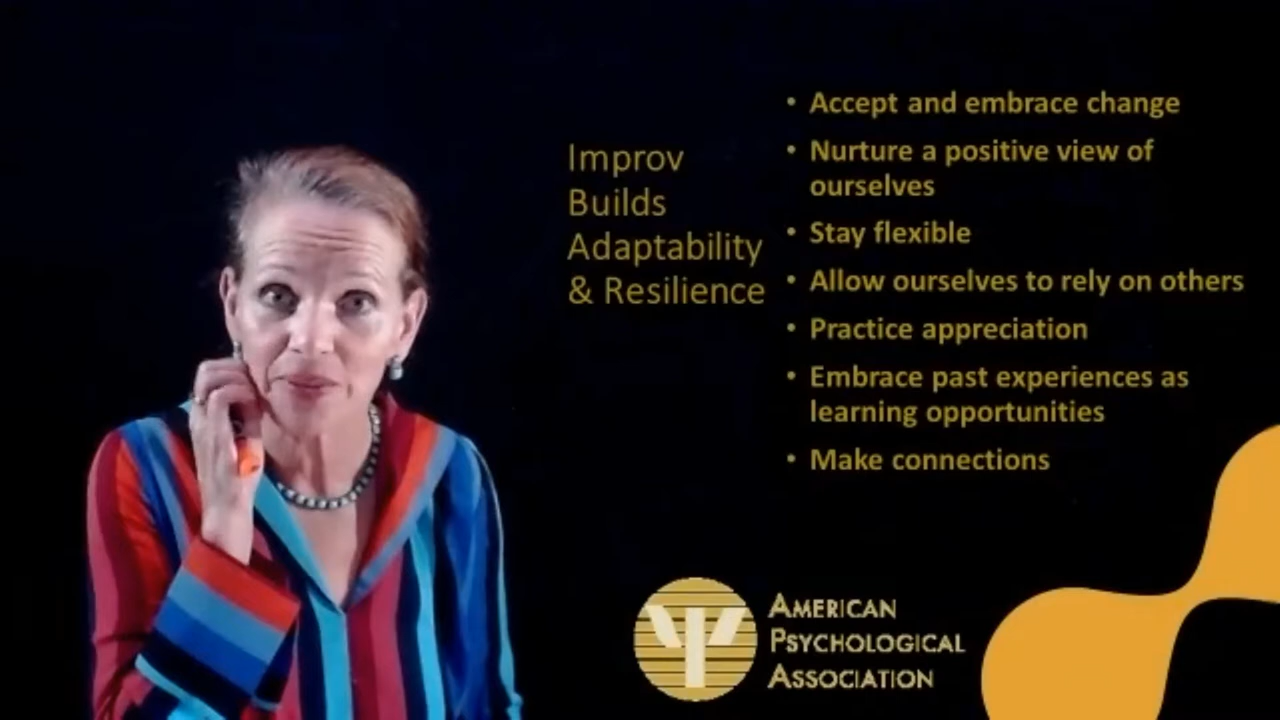 Improv
Builds
Adaptability
& Resilience
• Accept and embrace change
• Nurture a positive view of
ourselves
• Stay flexible
• Allow ourselves to rely on others
• Practice appreciation
• Embrace past experiences as
learning opportunities
• Make connections
AMERICAN
PSYCHOLOGICAL
ASSOCIATION